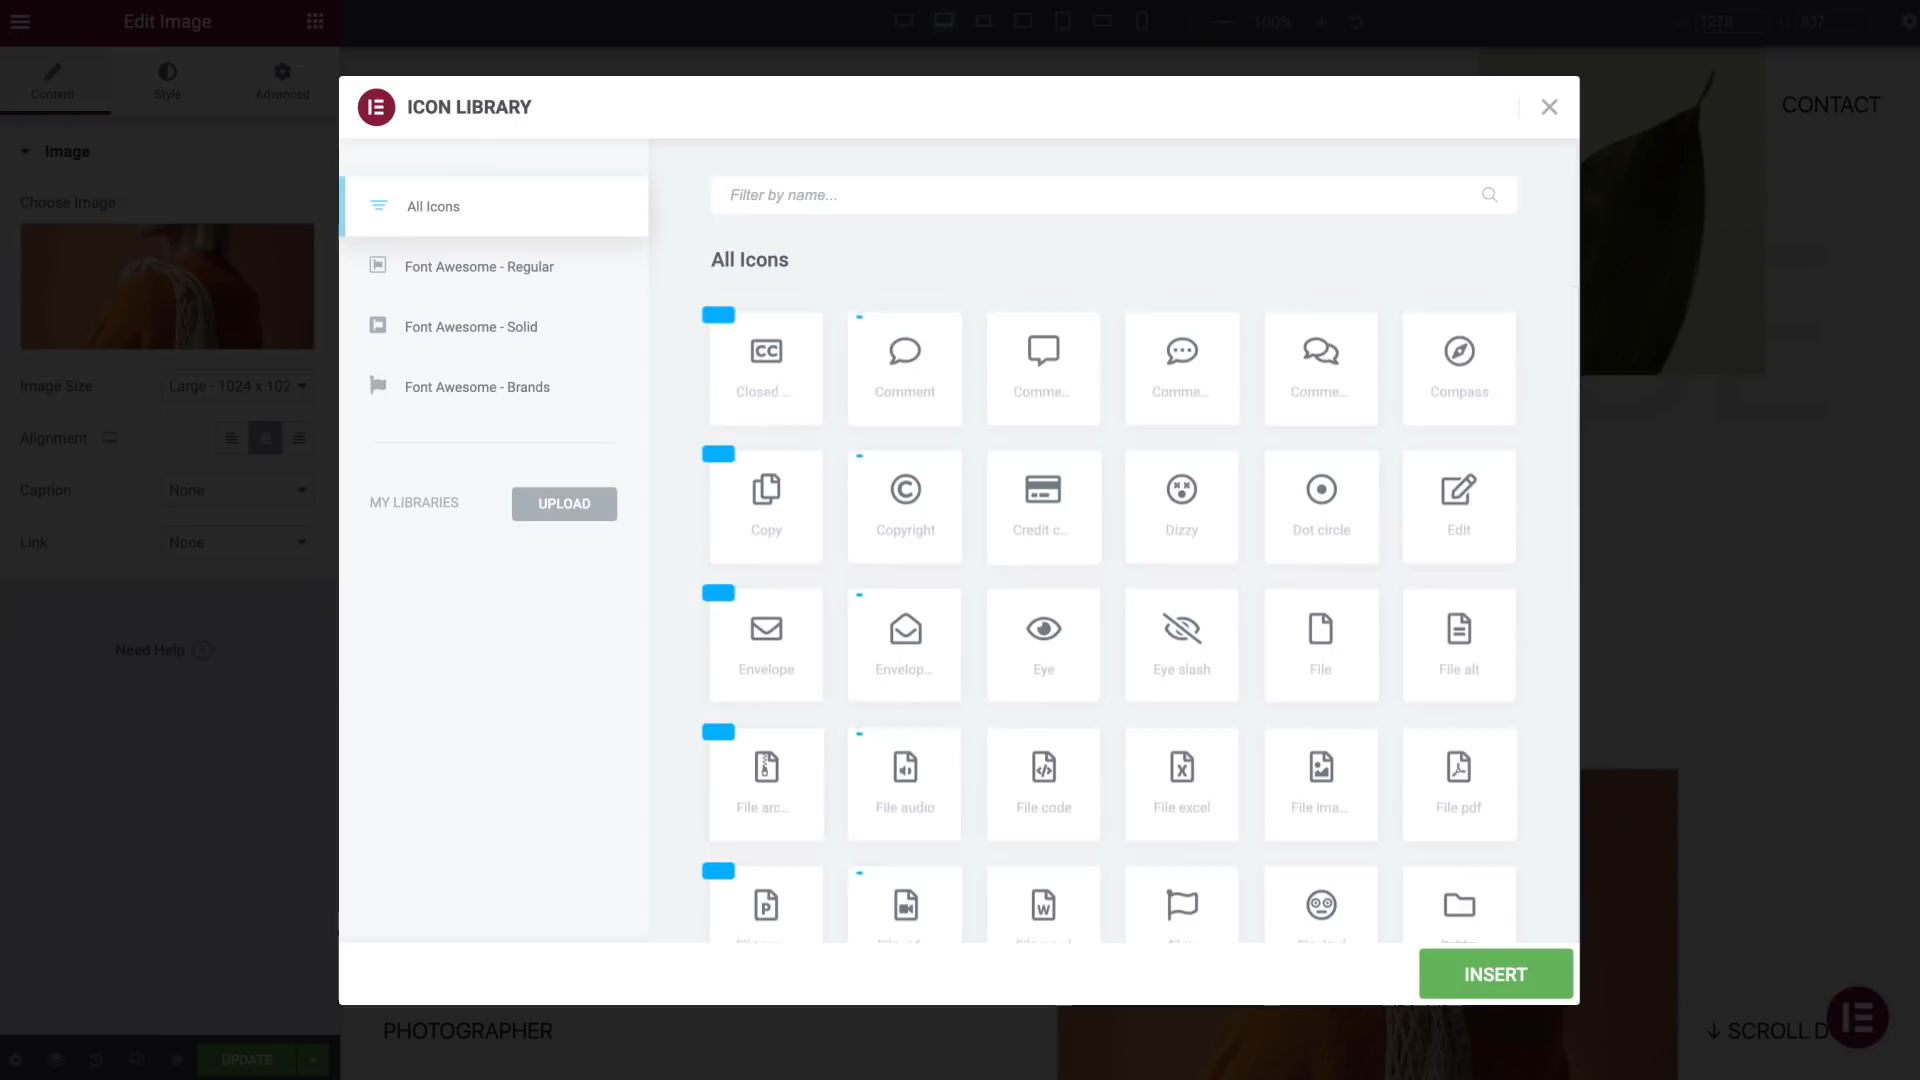 Edit Image
100%
1278
837
Content
Style
Advanced
ICON LIBRARY
CONTACT
Image
Choose Image
All Icons
Filter by name...
Font Awesome - Regular
All Icons
Font Awesome - Solid
Font Awesome - Brands
Closed ...
Comment
Comme...
Comme...
Comme...
Compass
Image Size
Large - 1024 x 102
Alignment
Caption
None
MY LIBRARIES
UPLOAD
Copy
Copyright
Credit c...
Dizzy
Dot circle
Edit
Link
None
Need Help
Envelope
Envelop...
Eye
Eye slash
File
File alt
File arc...
File audio
File code
File excel
File ima...
File pdf
INSERT
PHOTOGRAPHER
↓ SCROLL D
UPDATE